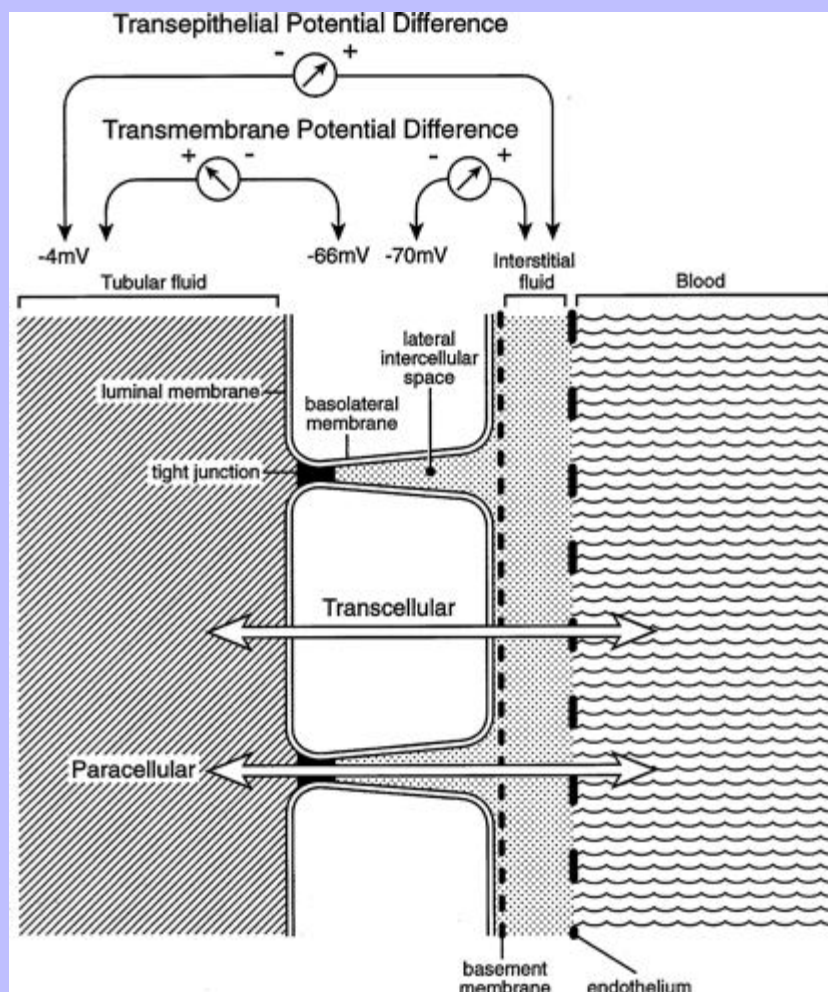 Transepithelial Potential Difference
- +
Transmembrane Potential Difference
+ - - +
-4mV -66mV -70mV Interstitial
fluid
Tubular fluid
Blood
lateral
intercellular
space
luminal membrane
basolateral
membrane
tight junction
Transcellular
Paracellular
basement
membrane
endothelium